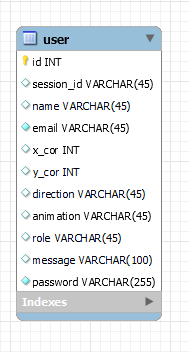 user
id INT
session_id VARCHAR(45)
name VARCHAR(45)
email VARCHAR(45)
x_cor INT
y_cor INT
direction VARCHAR(45)
animation VARCHAR(45)
role VARCHAR(45)
message VARCHAR(100)
password VARCHAR(255)
Indexes